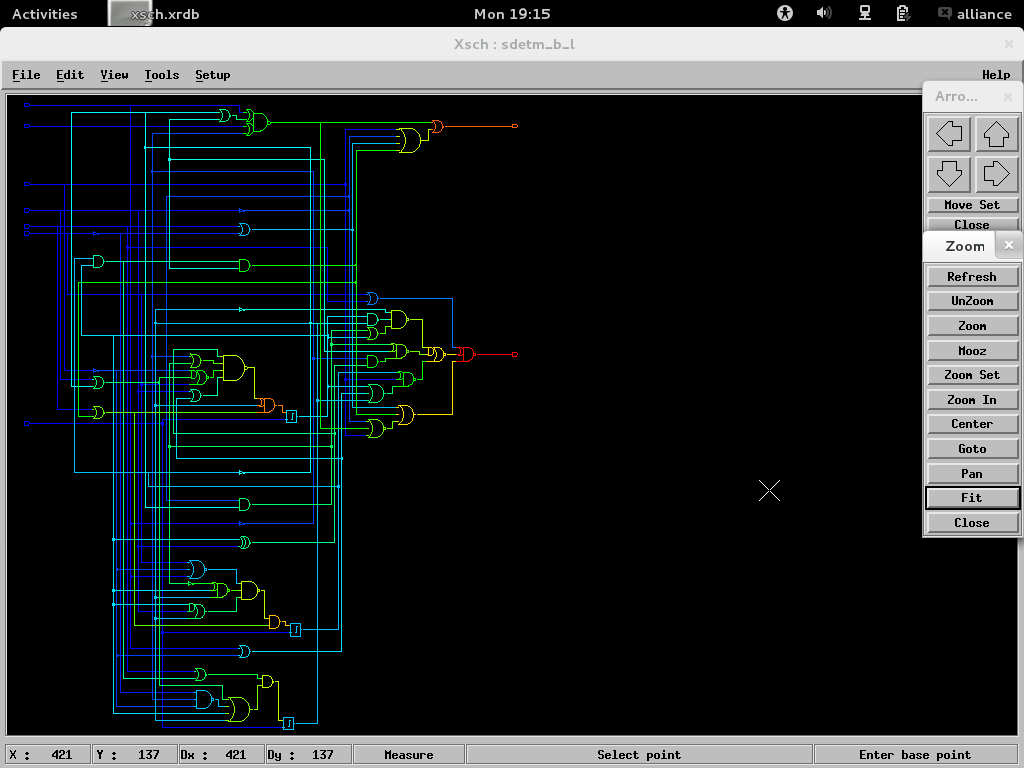 Activities xsch.xrdb Mon 19:15 alliance
Xsch : sdetm_b_l
File Edit View Tools Setup Help
Arro...
Move Set
Close
Zoom
Refresh
UnZoom
Zoom
Mooz
Zoom Set
Zoom In
Center
Goto
Pan
Fit
Close
X : 421 Y : 137 Dx : 421 Dy : 137 Measure Select point Enter base point